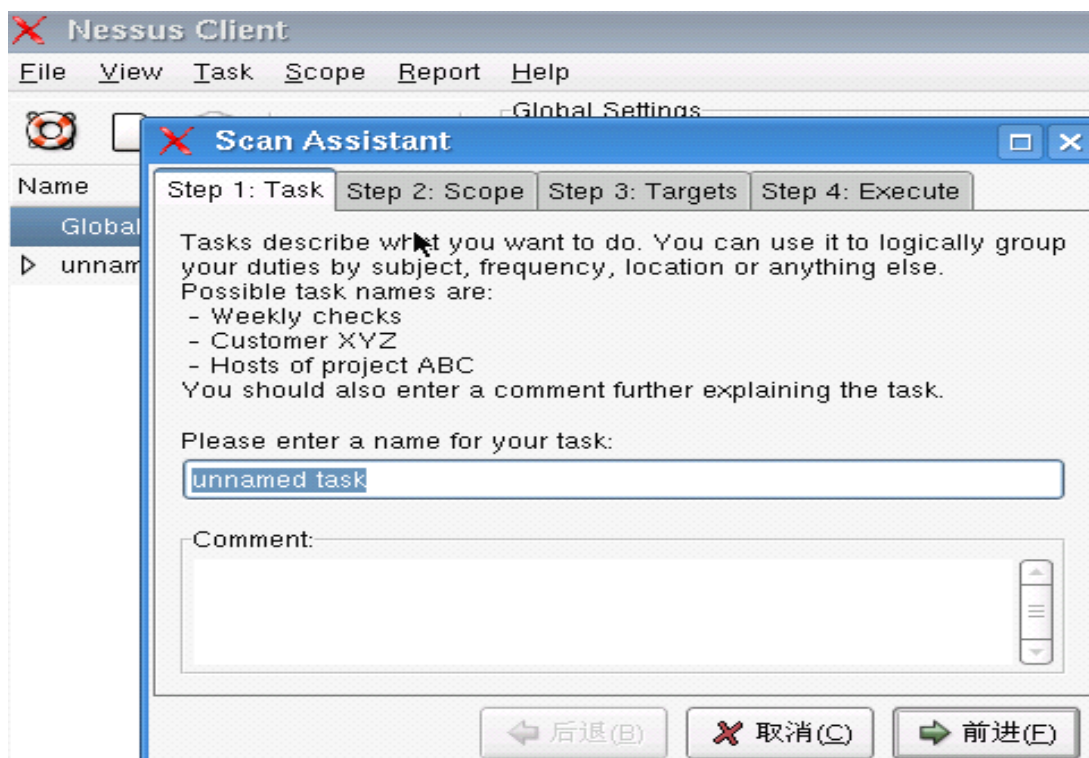 Nessus Client
File View Task Scope Report Help
Global Settings
Scan Assistant
Name
Step 1: Task Step 2: Scope Step 3: Targets Step 4: Execute
Global
unnam
Tasks describe what you want to do. You can use it to logically group
your duties by subject, frequency, location or anything else.
Possible task names are:
- Weekly checks
- Customer XYZ
- Hosts of project ABC
You should also enter a comment further explaining the task.
Please enter a name for your task:
unnamed task
Comment:
后退(B) 取消(C) 前进(F)